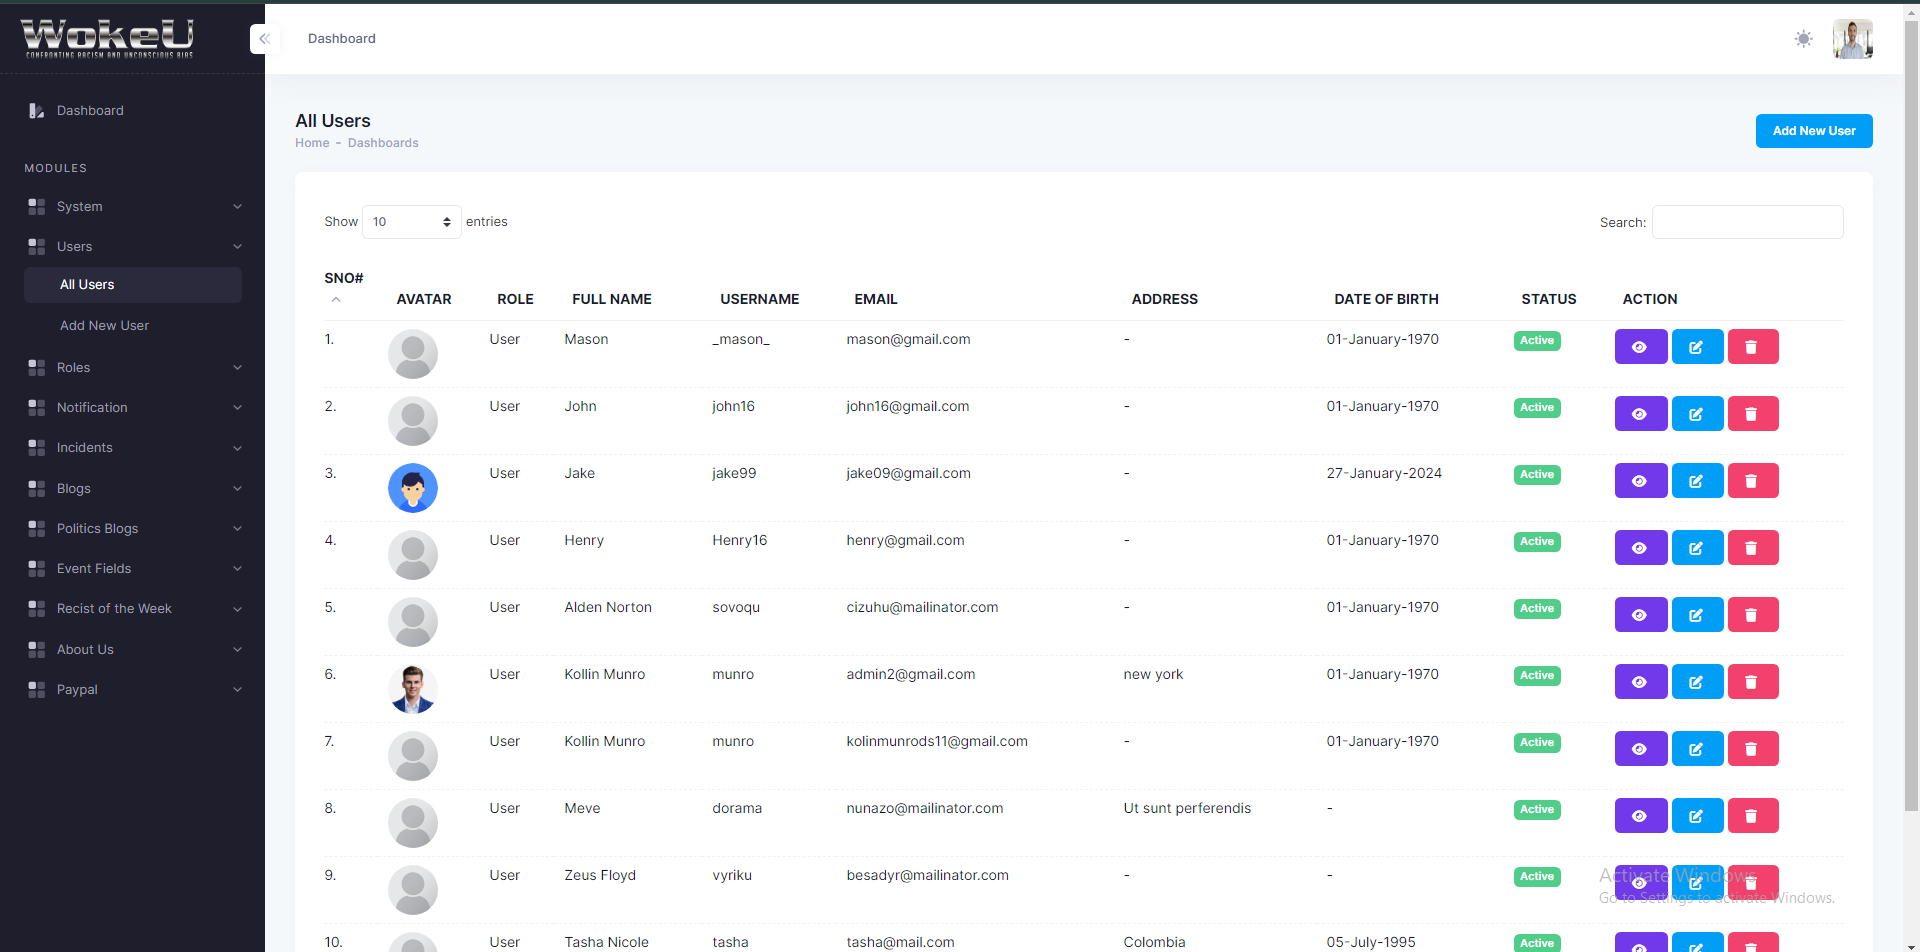 WokeU
CONFRONTING RACISM AND UNCONSCIOUS BIAS
Dashboard
Dashboard
MODULES
System
Users
All Users
Add New User
Roles
Notification
Incidents
Blogs
Politics Blogs
Event Fields
Recist of the Week
About Us
Paypal
All Users
Home - Dashboards
Add New User
Show 10 entries
Search:
SNO# AVATAR ROLE FULL NAME USERNAME EMAIL ADDRESS DATE OF BIRTH STATUS ACTION
1. User Mason _mason_ mason@gmail.com - 01-January-1970 Active
2. User John john16 john16@gmail.com - 01-January-1970 Active
3. User Jake jake99 jake09@gmail.com - 27-January-2024 Active
4. User Henry Henry16 henry@gmail.com - 01-January-1970 Active
5. User Alden Norton sovoqu cizuhu@mailinator.com - 01-January-1970 Active
6. User Kollin Munro munro admin2@gmail.com new york 01-January-1970 Active
7. User Kollin Munro munro kolinmunrods11@gmail.com - 01-January-1970 Active
8. User Meve dorama nunazo@mailinator.com Ut sunt perferendis - Active
9. User Zeus Floyd vyriku besadyr@mailinator.com - - Active
10. User Tasha Nicole tasha tasha@mail.com Colombia 05-July-1995 Active
Activate Windows
Go to Settings to activate Windows.